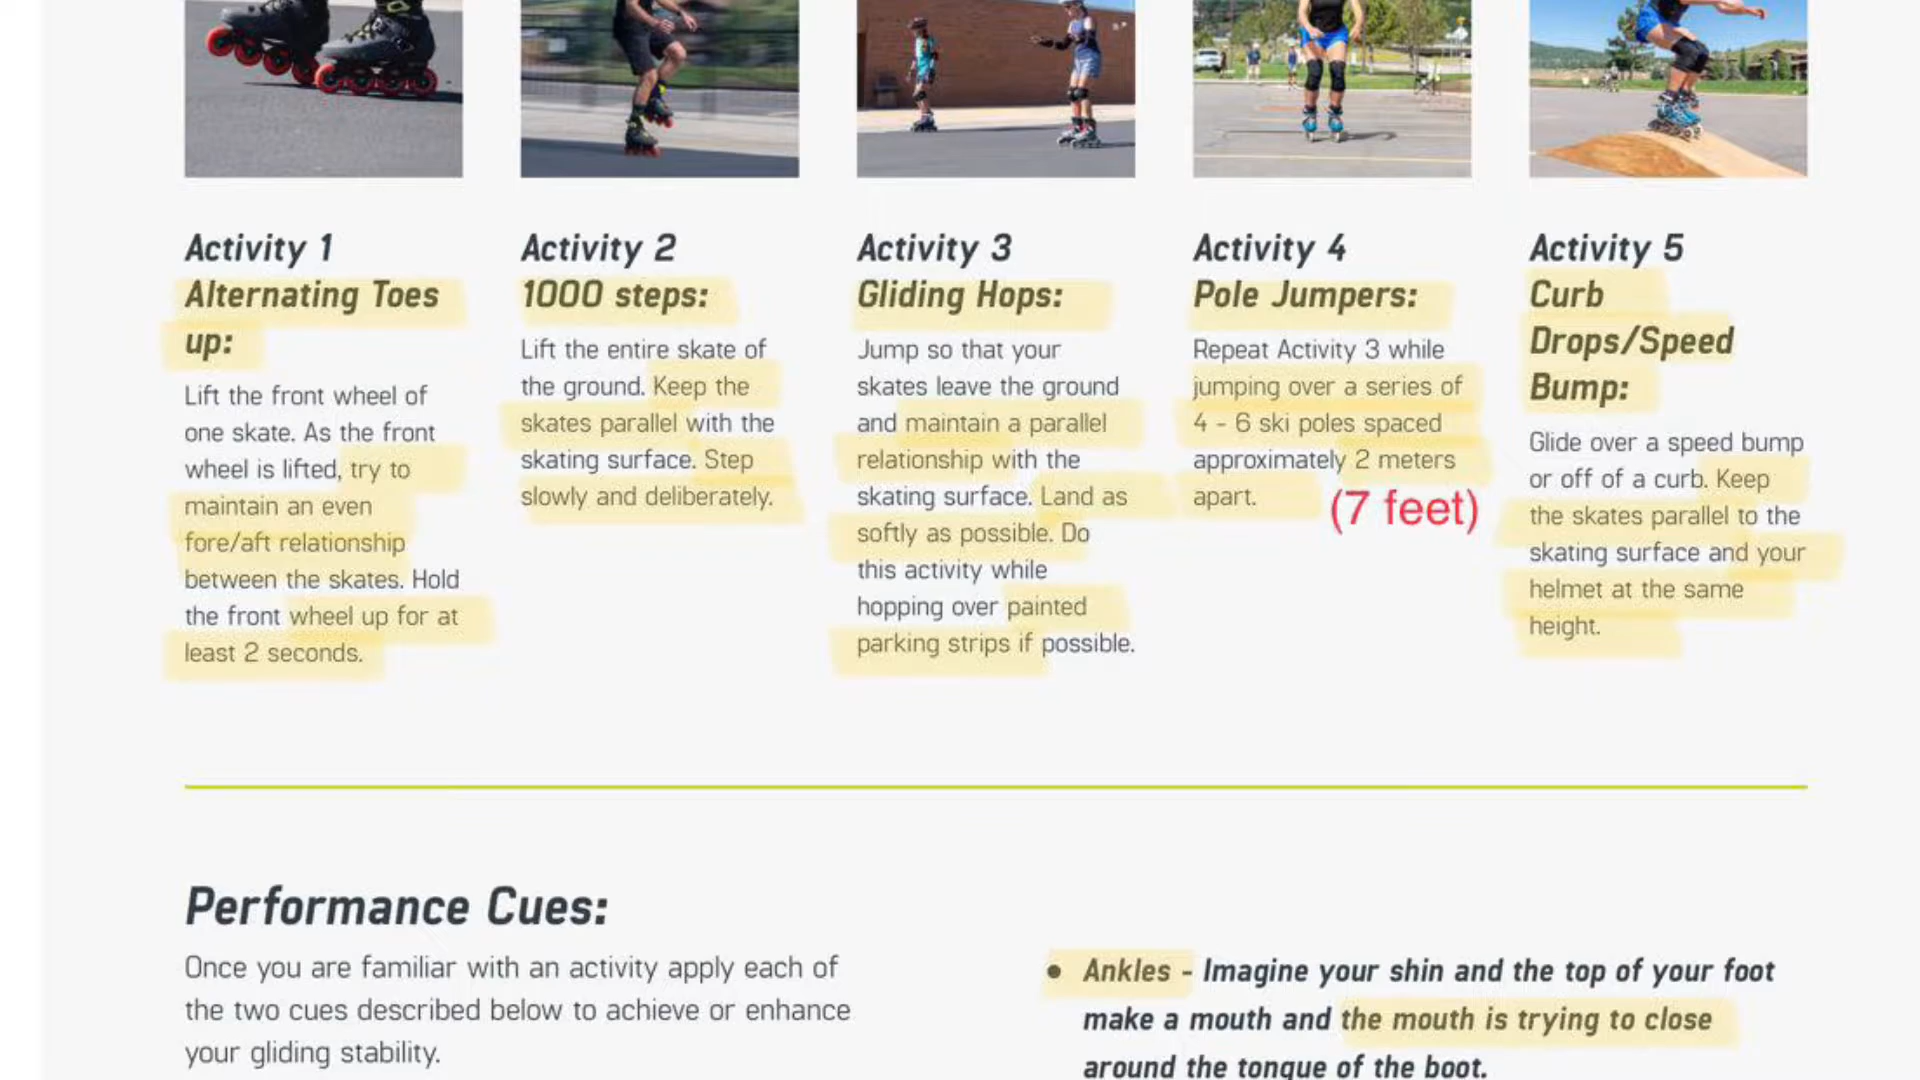 Activity 1
Alternating Toes
up:
Lift the front wheel of
one skate. As the front
wheel is lifted, try to
maintain an even
fore/aft relationship
between the skates. Hold
the front wheel up for at
least 2 seconds.
Activity 2
1000 steps:
Lift the entire skate of
the ground. Keep the
skates parallel with the
skating surface. Step
slowly and deliberately.
Activity 3
Gliding Hops:
Jump so that your
skates leave the ground
and maintain a parallel
relationship with the
skating surface. Land as
softly as possible. Do
this activity while
hopping over painted
parking strips if possible.
Activity 4
Pole Jumpers:
Repeat Activity 3 while
jumping over a series of
4 - 6 ski poles spaced
approximately 2 meters
apart.
(7 feet)
Activity 5
Curb
Drops/Speed
Bump:
Glide over a speed bump
or off of a curb. Keep
the skates parallel to the
skating surface and your
helmet at the same
height.
Performance Cues:
Once you are familiar with an activity apply each of
the two cues described below to achieve or enhance
your gliding stability.
• Ankles - Imagine your shin and the top of your foot
make a mouth and the mouth is trying to close
around the tongue of the boot.